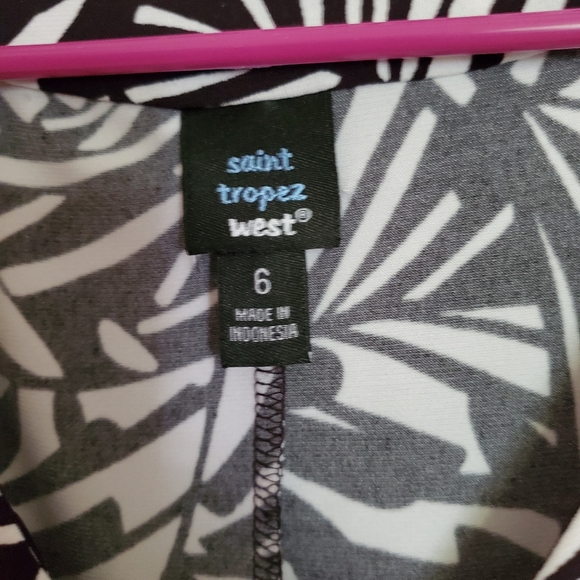 saint
tropez
west®
6
MADE IN
INDONESIA